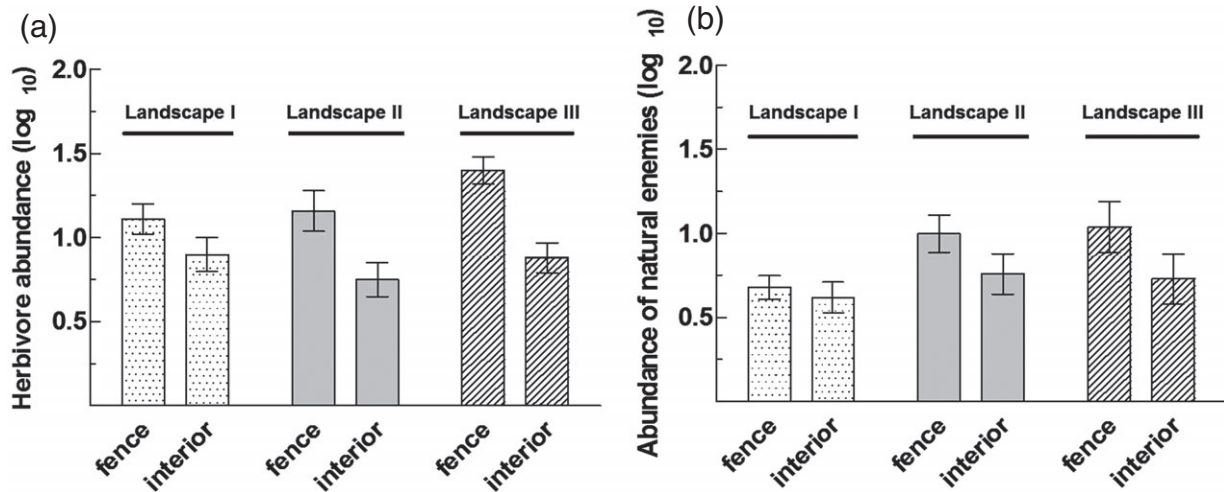 (a)
Herbivore abundance (log 10)
2.0
1.5
1.0
0.5
Landscape I
Landscape II
Landscape III
fence
interior
fence
interior
fence
interior
(b)
Abundance of natural enemies (log 10)
2.0
1.5
1.0
0.5
Landscape I
Landscape II
Landscape III
fence
interior
fence
interior
fence
interior